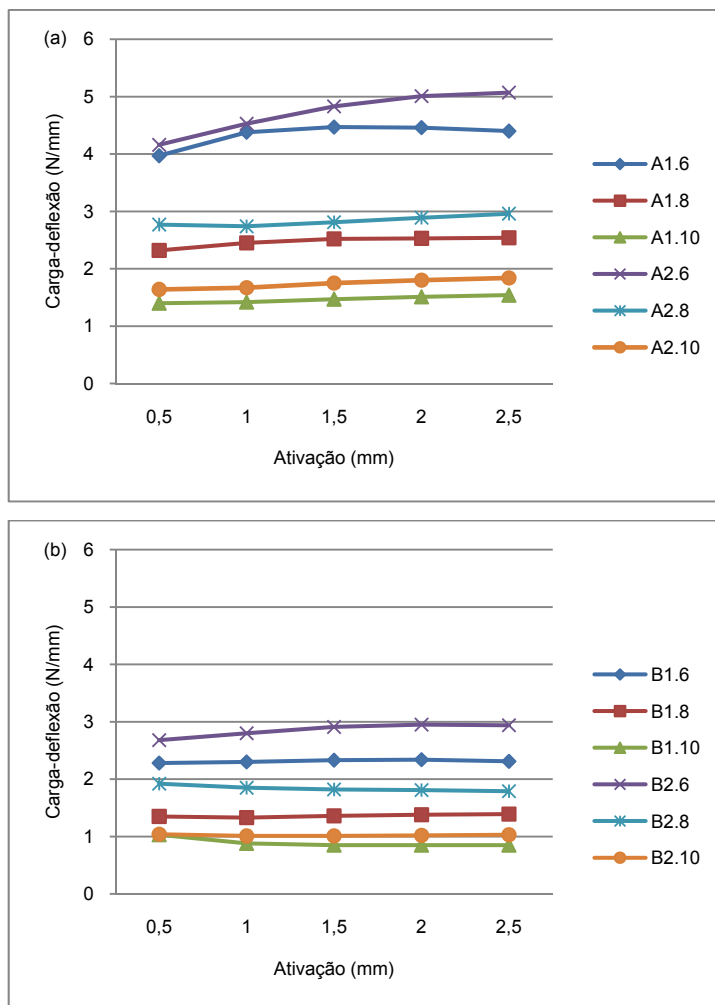 (a)
Carga-deflexão (N/mm)
6
5
4
3
2
1
0
0,5 1 1,5 2 2,5
Ativação (mm)
A1.6
A1.8
A1.10
A2.6
A2.8
A2.10
(b)
Carga-deflexão (N/mm)
6
5
4
3
2
1
0
0,5 1 1,5 2 2,5
Ativação (mm)
B1.6
B1.8
B1.10
B2.6
B2.8
B2.10